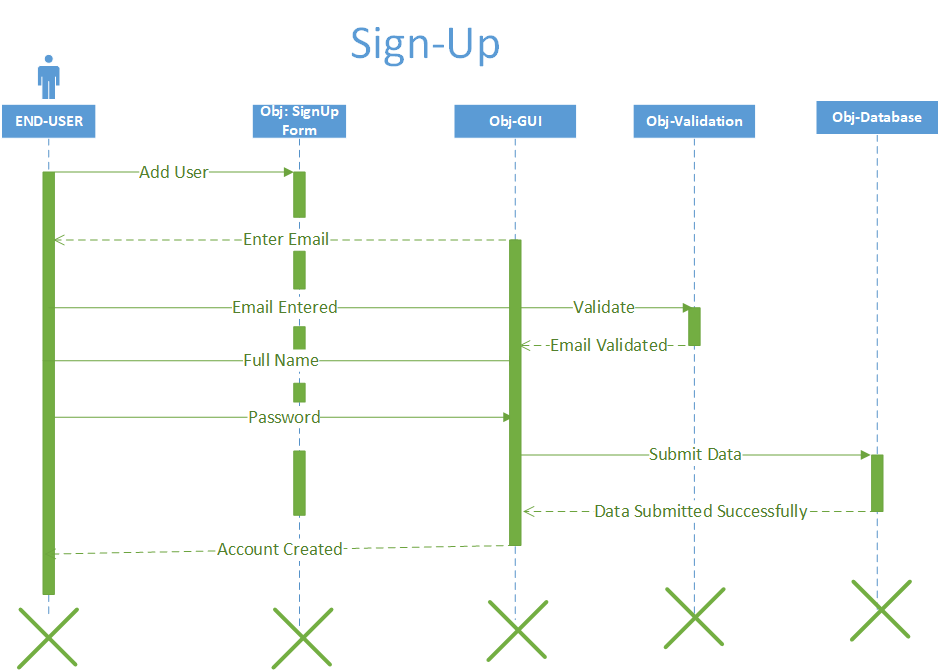 Sign-Up
END-USER
Obj: SignUp
Form
Obj-GUI
Obj-Validation
Obj-Database
Add User
Enter Email
Email Entered
Validate
Email Validated
Full Name
Password
Submit Data
Data Submitted Successfully
Account Created